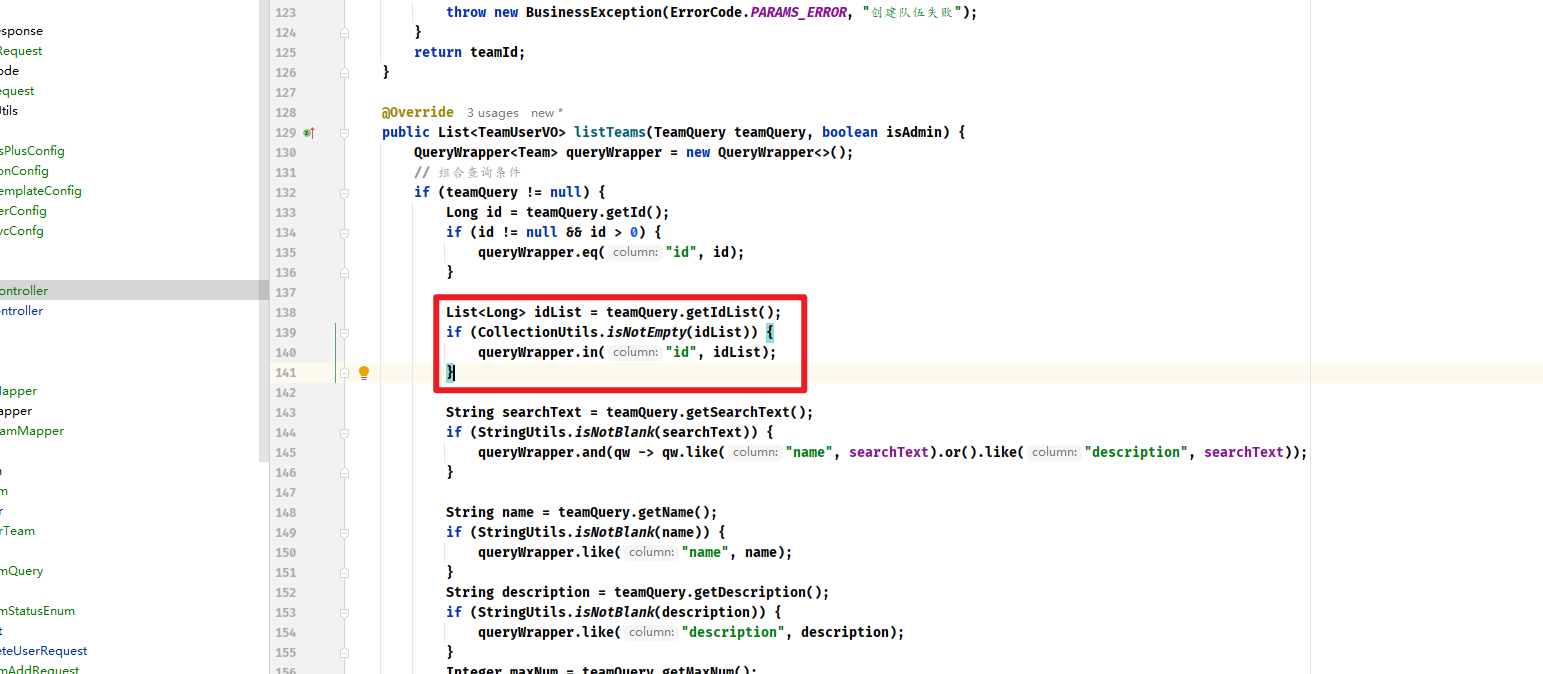 123 throw new BusinessException(ErrorCode.PARAMS_ERROR, "创建队伍失败");
esponse
124 }
Request
125 return teamId;
ode
126 }
equest
127
Utils
128 @Override 3 usages new *
129 public List<TeamUserVO> listTeams(TeamQuery teamQuery, boolean isAdmin) {
sPlusConfig
130 QueryWrapper<Team> queryWrapper = new QueryWrapper<>();
onConfig
131 // 组合查询条件
emplateConfig
132 if (teamQuery != null) {
erConfig
133 Long id = teamQuery.getId();
vcConfg
134 if (id != null && id > 0) {
135 queryWrapper.eq( column: "id", id);
136 }
ontroller
137
ntroller
138 List<Long> idList = teamQuery.getIdList();
139 if (CollectionUtils.isNotEmpty(idList)) {
140 queryWrapper.in( column: "id", idList);
141 }
Mapper
142
apper
143 String searchText = teamQuery.getSearchText();
amMapper
144 if (StringUtils.isNotBlank(searchText)) {
145 queryWrapper.and(qw -> qw.like( column: "name", searchText).or().like( column: "description", searchText));
n
146 }
m
147
r
148 String name = teamQuery.getName();
rTeam
149 if (StringUtils.isNotBlank(name)) {
150 queryWrapper.like( column: "name", name);
mQuery
151 }
152 String description = teamQuery.getDescription();
mStatusEnum
153 if (StringUtils.isNotBlank(description)) {
t
154 queryWrapper.like( column: "description", description);
eteUserRequest
155 }
mAddRequest
156 Integer maxNum = teamQuery.getMaxNum();